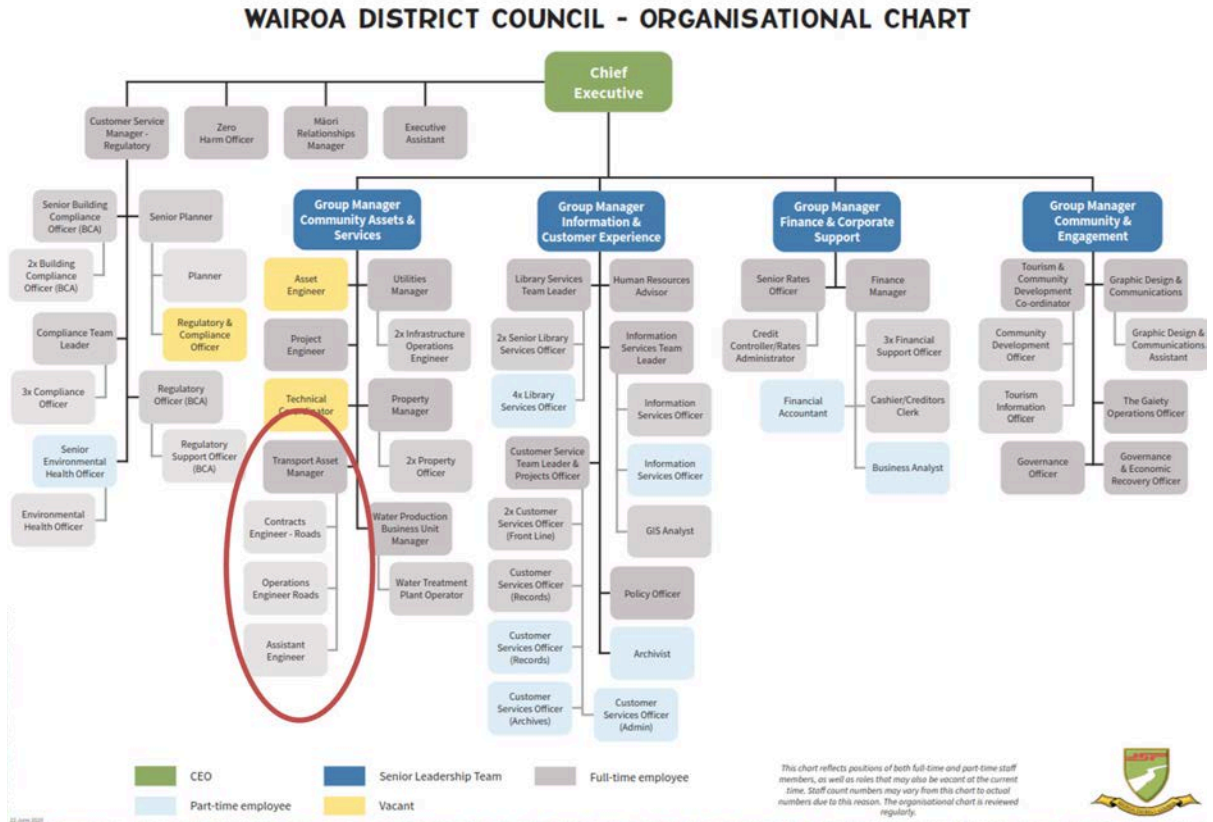 WAIROA DISTRICT COUNCIL - ORGANISATIONAL CHART
Chief
Executive
Customer Service
Manager -
Regulatory
Zero
Harm Officer
Māori
Relationships
Manager
Executive
Assistant
Senior Building
Compliance
Officer (BCA)
Senior Planner
2x Building
Compliance
Officer (BCA)
Planner
Regulatory &
Compliance
Officer
Compliance Team
Leader
3x Compliance
Officer
Regulatory
Officer (BCA)
Senior
Environmental
Health Officer
Regulatory
Support Officer
(BCA)
Environmental
Health Officer
Group Manager
Community Assets &
Services
Asset
Engineer
Utilities
Manager
Project
Engineer
2x Infrastructure
Operations
Engineer
Technical
Coordinator
Property
Manager
Transport Asset
Manager
2x Property
Officer
Contracts
Engineer - Roads
Water Production
Business Unit
Manager
Operations
Engineer Roads
Water Treatment
Plant Operator
Assistant
Engineer
Group Manager
Information &
Customer Experience
Library Services
Team Leader
Human Resources
Advisor
2x Senior Library
Services Officer
Information
Services Team
Leader
4x Library
Services Officer
Information
Services Officer
Customer Service
Team Leader &
Projects Officer
Information
Services Officer
2x Customer
Services Officer
(Front Line)
GIS Analyst
Customer
Services Officer
(Records)
Policy Officer
Customer
Services Officer
(Records)
Archivist
Customer
Services Officer
(Archives)
Customer
Services Officer
(Admin)
Group Manager
Finance & Corporate
Support
Senior Rates
Officer
Finance
Manager
Credit
Controller/Rates
Administrator
3x Financial
Support Officer
Financial
Accountant
Cashier/Creditors
Clerk
Business Analyst
Group Manager
Community &
Engagement
Tourism &
Community
Development
Co-ordinator
Graphic Design &
Communications
Community
Development
Officer
Graphic Design &
Communications
Assistant
Tourism
Information
Officer
The Gaiety
Operations Officer
Governance
Officer
Governance
& Economic
Recovery Officer
CEO
Senior Leadership Team
Full-time employee
Part-time employee
Vacant
This chart reflects positions of both full-time and part-time staff
members, as well as roles that may also be vacant at the current
time. Staff count numbers may vary from this chart to actual
numbers due to this reason. The organisational chart is reviewed
regularly.